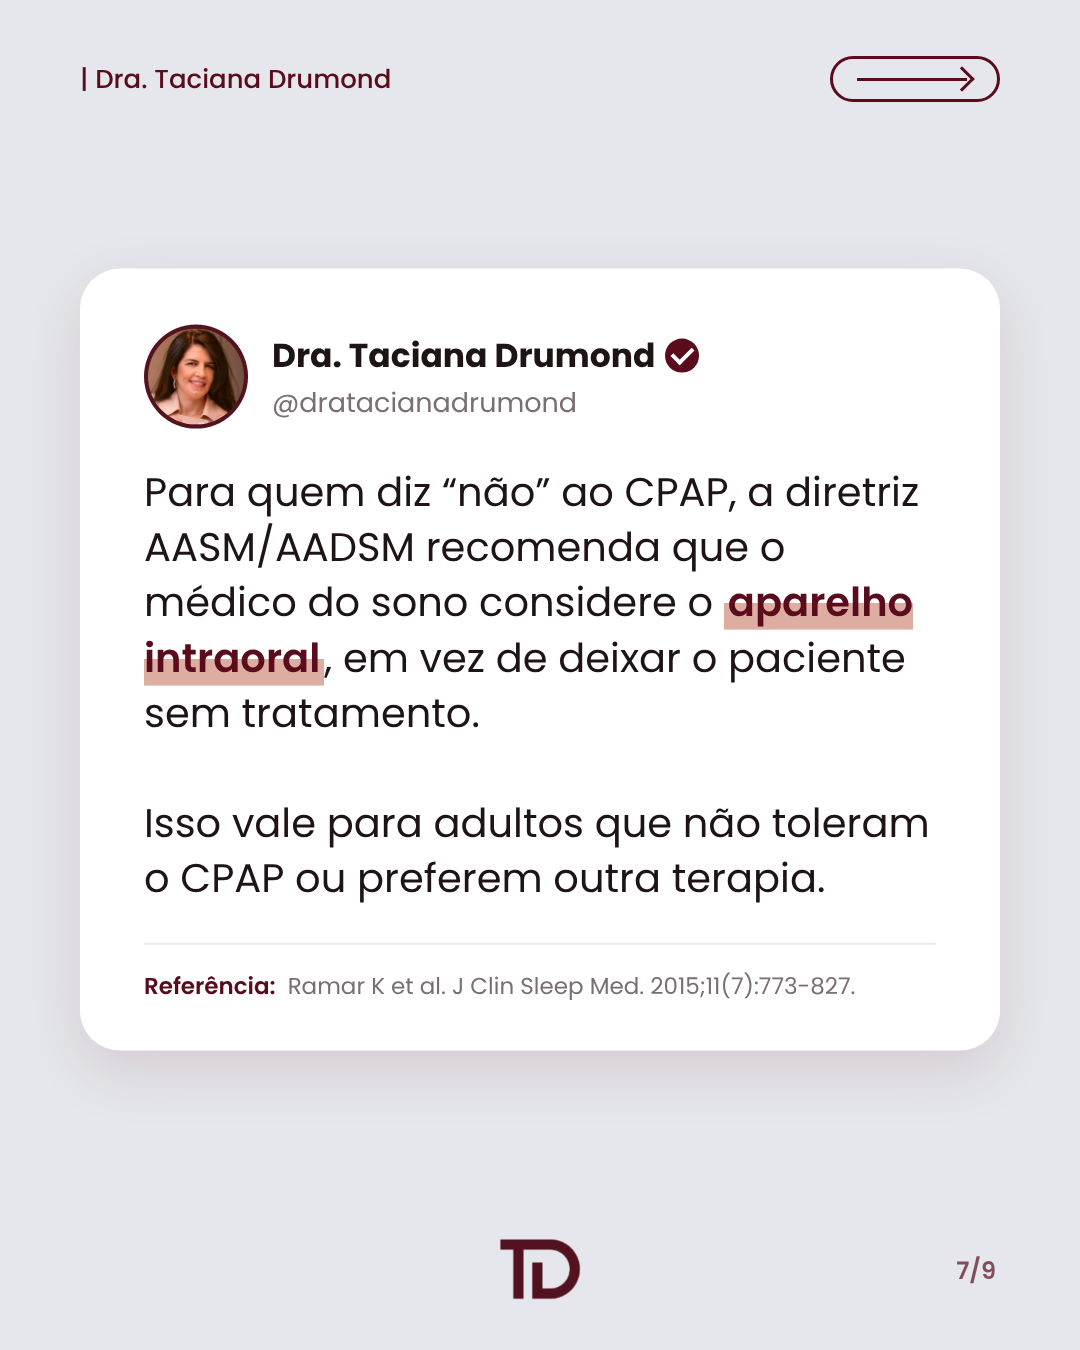 | Dra. Taciana Drumond
Dra. Taciana Drumond
@dratacianadrumond
Para quem diz “não” ao CPAP, a diretriz
AASM/AADSM recomenda que o
médico do sono considere o aparelho
intraoral, em vez de deixar o paciente
sem tratamento.
Isso vale para adultos que não toleram
o CPAP ou preferem outra terapia.
Referência: Ramar K et al. J Clin Sleep Med. 2015;11(7):773-827.
TD
7/9